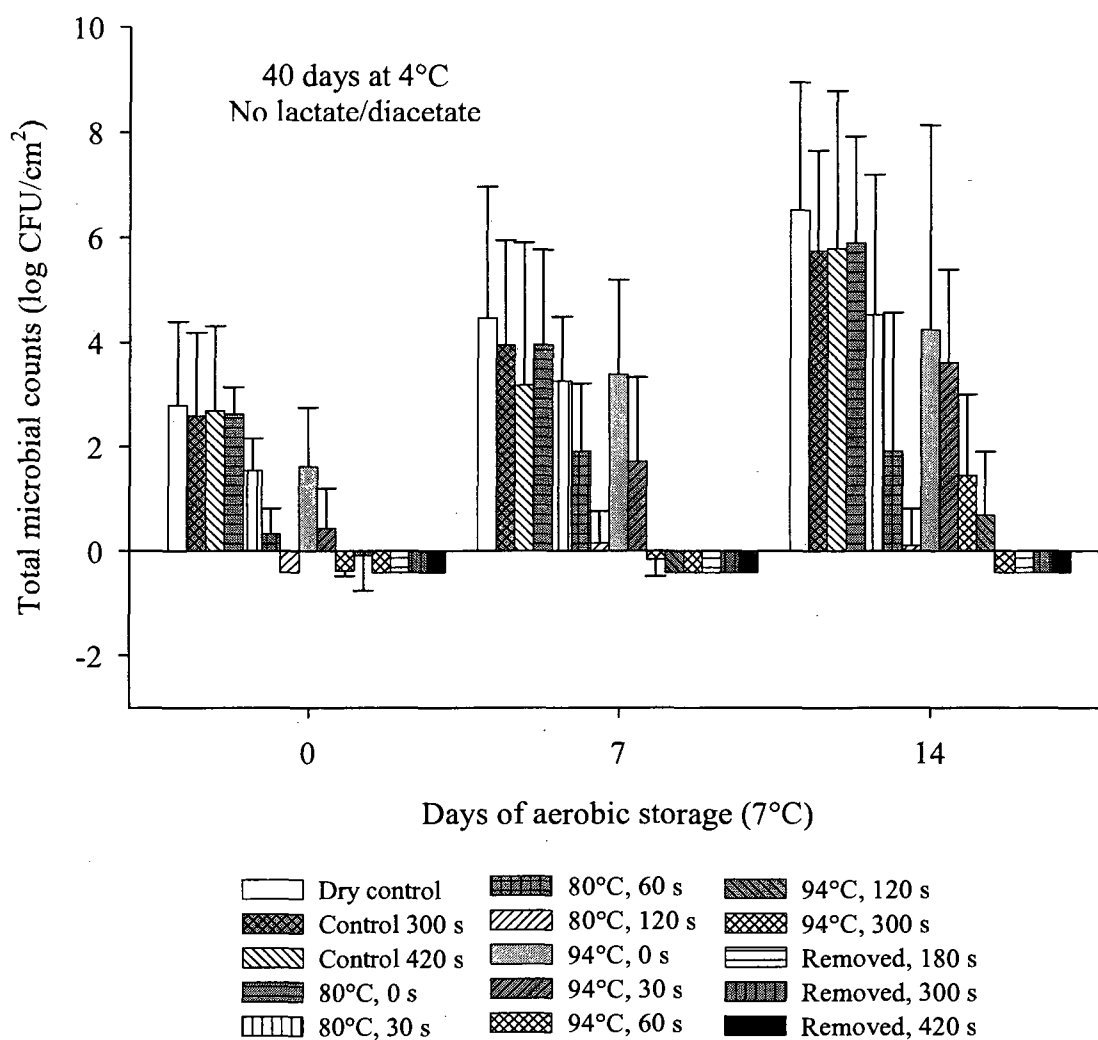 10
8
6
4
2
0
-2
Total microbial counts (log CFU/cm²)
40 days at 4°C
No lactate/diacetate
0 7 14
Days of aerobic storage (7°C)
Dry control
Control 300 s
Control 420 s
80°C, 0 s
80°C, 30 s
80°C, 60 s
80°C, 120 s
94°C, 0 s
94°C, 30 s
94°C, 60 s
94°C, 120 s
94°C, 300 s
Removed, 180 s
Removed, 300 s
Removed, 420 s